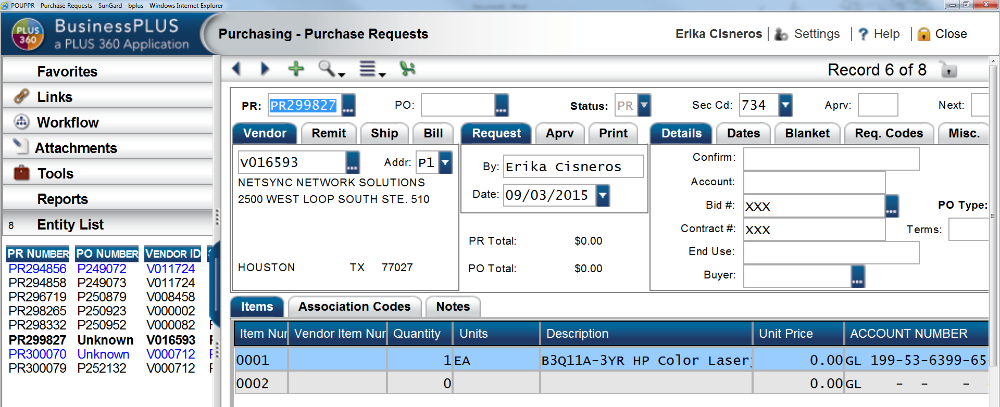 POUPPR - Purchase Requests - SunGard - bplus - Windows Internet Explorer
PLUS 360
BusinessPLUS
a PLUS 360 Application
Purchasing - Purchase Requests
Erika Cisneros Settings ? Help Close
Favorites
Links
Workflow
Attachments
Tools
Reports
8 Entity List
PR NUMBER PO NUMBER VENDOR ID
PR294856 P249072 V011724
PR294858 P249073 V011724
PR296719 P250879 V008458
PR298265 P250923 V000002
PR298332 P250952 V000082
PR299827 Unknown V016593
PR300070 Unknown V000712
PR300079 P252132 V000712
Record 6 of 8
PR: PR299827 ... PO: ... Status: PR Sec Cd: 734 Aprv: Next:
Vendor Remit Ship Bill
V016593 ... Addr: P1
NETSYNC NETWORK SOLUTIONS
2500 WEST LOOP SOUTH STE. 510
HOUSTON TX 77027
Request Aprv Print
By: Erika Cisneros
Date: 09/03/2015
PR Total: $0.00
PO Total: $0.00
Details Dates Blanket Req. Codes Misc.
Confirm:
Account:
Bid #: XXX ... PO Type:
Contract #: XXX Terms:
End Use:
Buyer: ...
Items Association Codes Notes
Item Nur Vendor Item Nur Quantity Units Description Unit Price ACCOUNT NUMBER
0001 1 EA B3Q11A-3YR HP Color Laser 0.00 GL 199-53-6399-65
0002 0 0.00 GL - - -